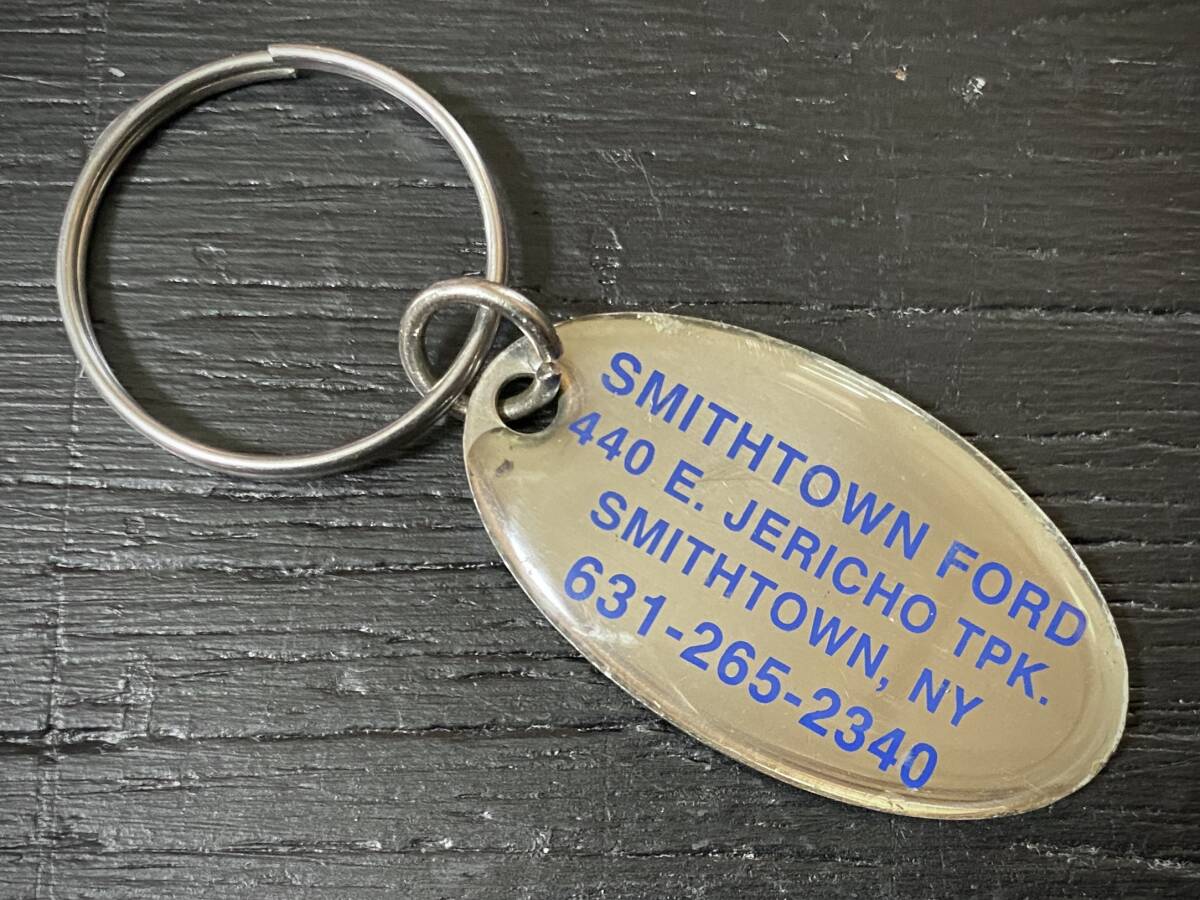 SMITHTOWN FORD
440 E. JERICHO TPK.
SMITHTOWN, NY
631-265-2340